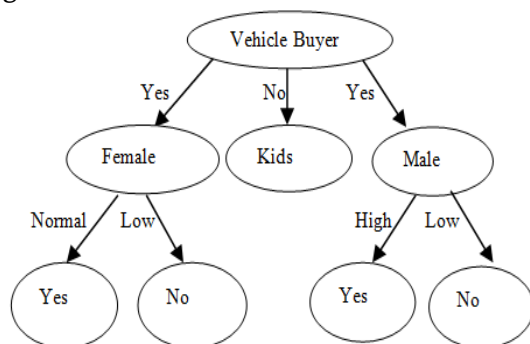 Vehicle Buyer
Yes
No
Yes
Female
Kids
Male
Normal
Low
High
Low
Yes
No
Yes
No